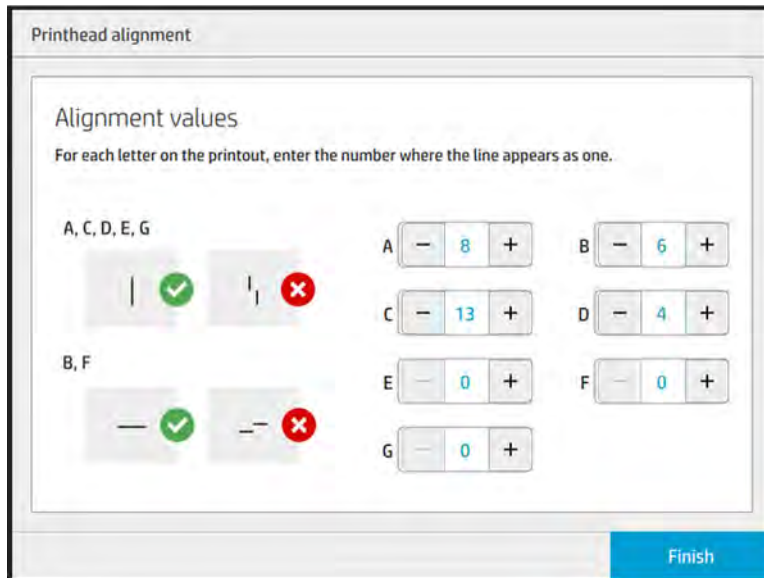 Printhead alignment
Alignment values
For each letter on the printout, enter the number where the line appears as one.
A, C, D, E, G
A − 8 + B − 6 +
C − 13 + D − 4 +
B, F
E − 0 + F − 0 +
G − 0 +
Finish